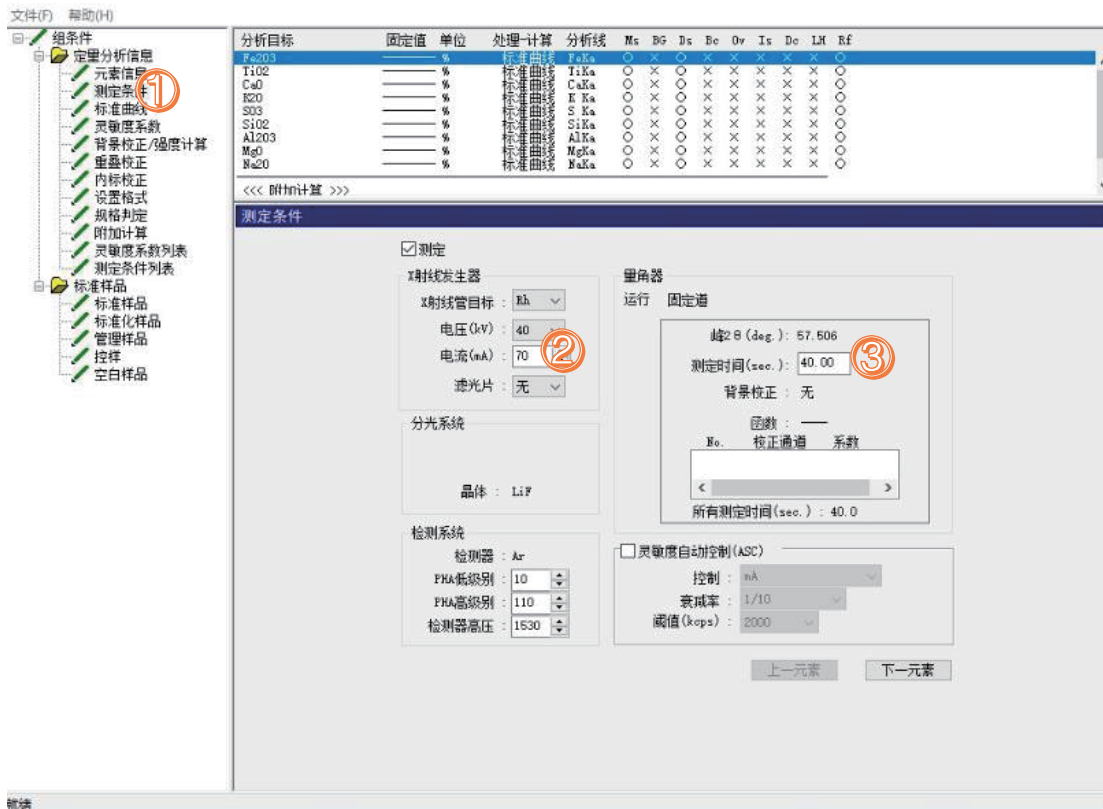 文件(F) 帮助(H)
组条件
定量分析信息
元素信息
测定条件
①
标准曲线
灵敏度系数
背景校正/强度计算
重叠校正
内标校正
设置格式
规格判定
附加计算
灵敏度系数列表
测定条件列表
标准样品
标准样品
标准化样品
管理样品
控样
空白样品
分析目标 固定值 单位 处理-计算 分析线 Ms BG Ds Bc Ov Is Dc LH Rf
Fe2O3 ——— % 标准曲线 FeKa ○ × ○ × × × × × ○
TiO2 ——— % 标准曲线 TiKa ○ × ○ × × × × × ○
CaO ——— % 标准曲线 CaKa ○ × ○ × × × × × ○
K2O ——— % 标准曲线 K Ka ○ × ○ × × × × × ○
SO3 ——— % 标准曲线 S Ka ○ × ○ × × × × × ○
SiO2 ——— % 标准曲线 SiKa ○ × ○ × × × × × ○
Al2O3 ——— % 标准曲线 AlKa ○ × ○ × × × × × ○
MgO ——— % 标准曲线 MgKa ○ × ○ × × × × × ○
Na2O ——— % 标准曲线 NaKa ○ × ○ × × × × × ○
<<< 附加计算 >>>
测定条件
测定
X射线发生器
X射线管目标 : Rh
电压(kV) : 40
电流(mA) : 70
②
滤光片 : 无
分光系统
晶体 : LiF
检测系统
检测器 : Ar
PHA低级别 : 10
PHA高级别 : 110
检测器高压 : 1530
量角器
运行 固定道
峰2θ(deg.): 57.506
测定时间(sec.): 40.00
③
背景校正 : 无
函数 : ——
No. 校正通道 系数
所有测定时间(sec.) : 40.0
灵敏度自动控制(ASC)
控制 : mA
衰减率 : 1/10
阈值(kcps) : 2000
上一元素 下一元素
就绪